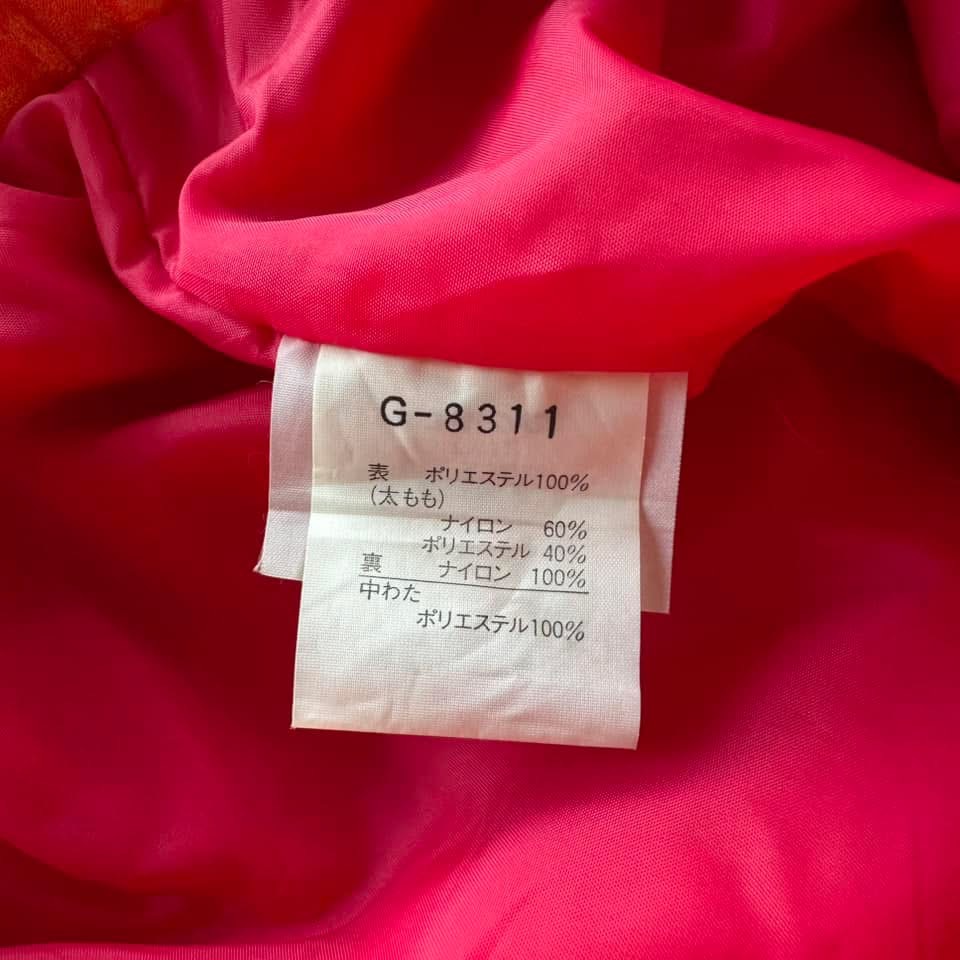 G-8311
表 ポリエステル100%
(太もも)
ナイロン 60%
ポリエステル 40%
裏 ナイロン 100%
中わた
ポリエステル100%